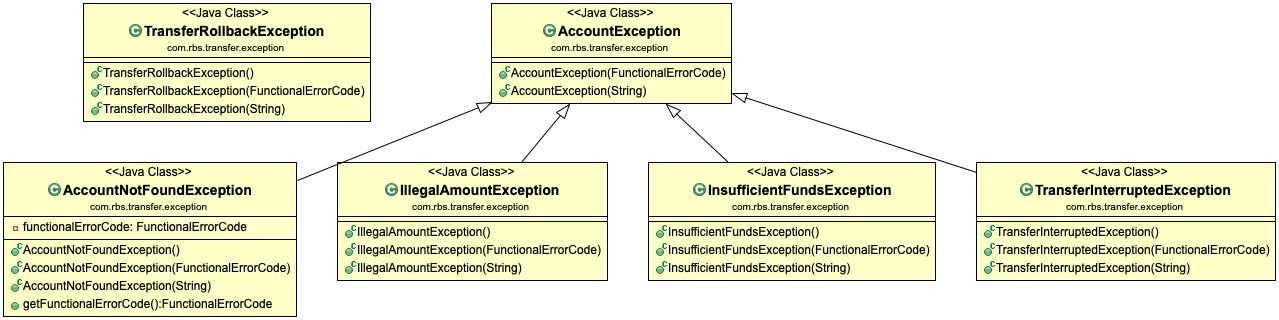 <<Java Class>>
TransferRollbackException
com.rbs.transfer.exception
TransferRollbackException()
TransferRollbackException(FunctionalErrorCode)
TransferRollbackException(String)
<<Java Class>>
AccountException
com.rbs.transfer.exception
AccountException(FunctionalErrorCode)
AccountException(String)
<<Java Class>>
AccountNotFoundException
com.rbs.transfer.exception
functionalErrorCode: FunctionalErrorCode
AccountNotFoundException()
AccountNotFoundException(FunctionalErrorCode)
AccountNotFoundException(String)
getFunctionalErrorCode():FunctionalErrorCode
<<Java Class>>
IllegalAmountException
com.rbs.transfer.exception
IllegalAmountException()
IllegalAmountException(FunctionalErrorCode)
IllegalAmountException(String)
<<Java Class>>
InsufficientFundsException
com.rbs.transfer.exception
InsufficientFundsException()
InsufficientFundsException(FunctionalErrorCode)
InsufficientFundsException(String)
<<Java Class>>
TransferInterruptedException
com.rbs.transfer.exception
TransferInterruptedException()
TransferInterruptedException(FunctionalErrorCode)
TransferInterruptedException(String)